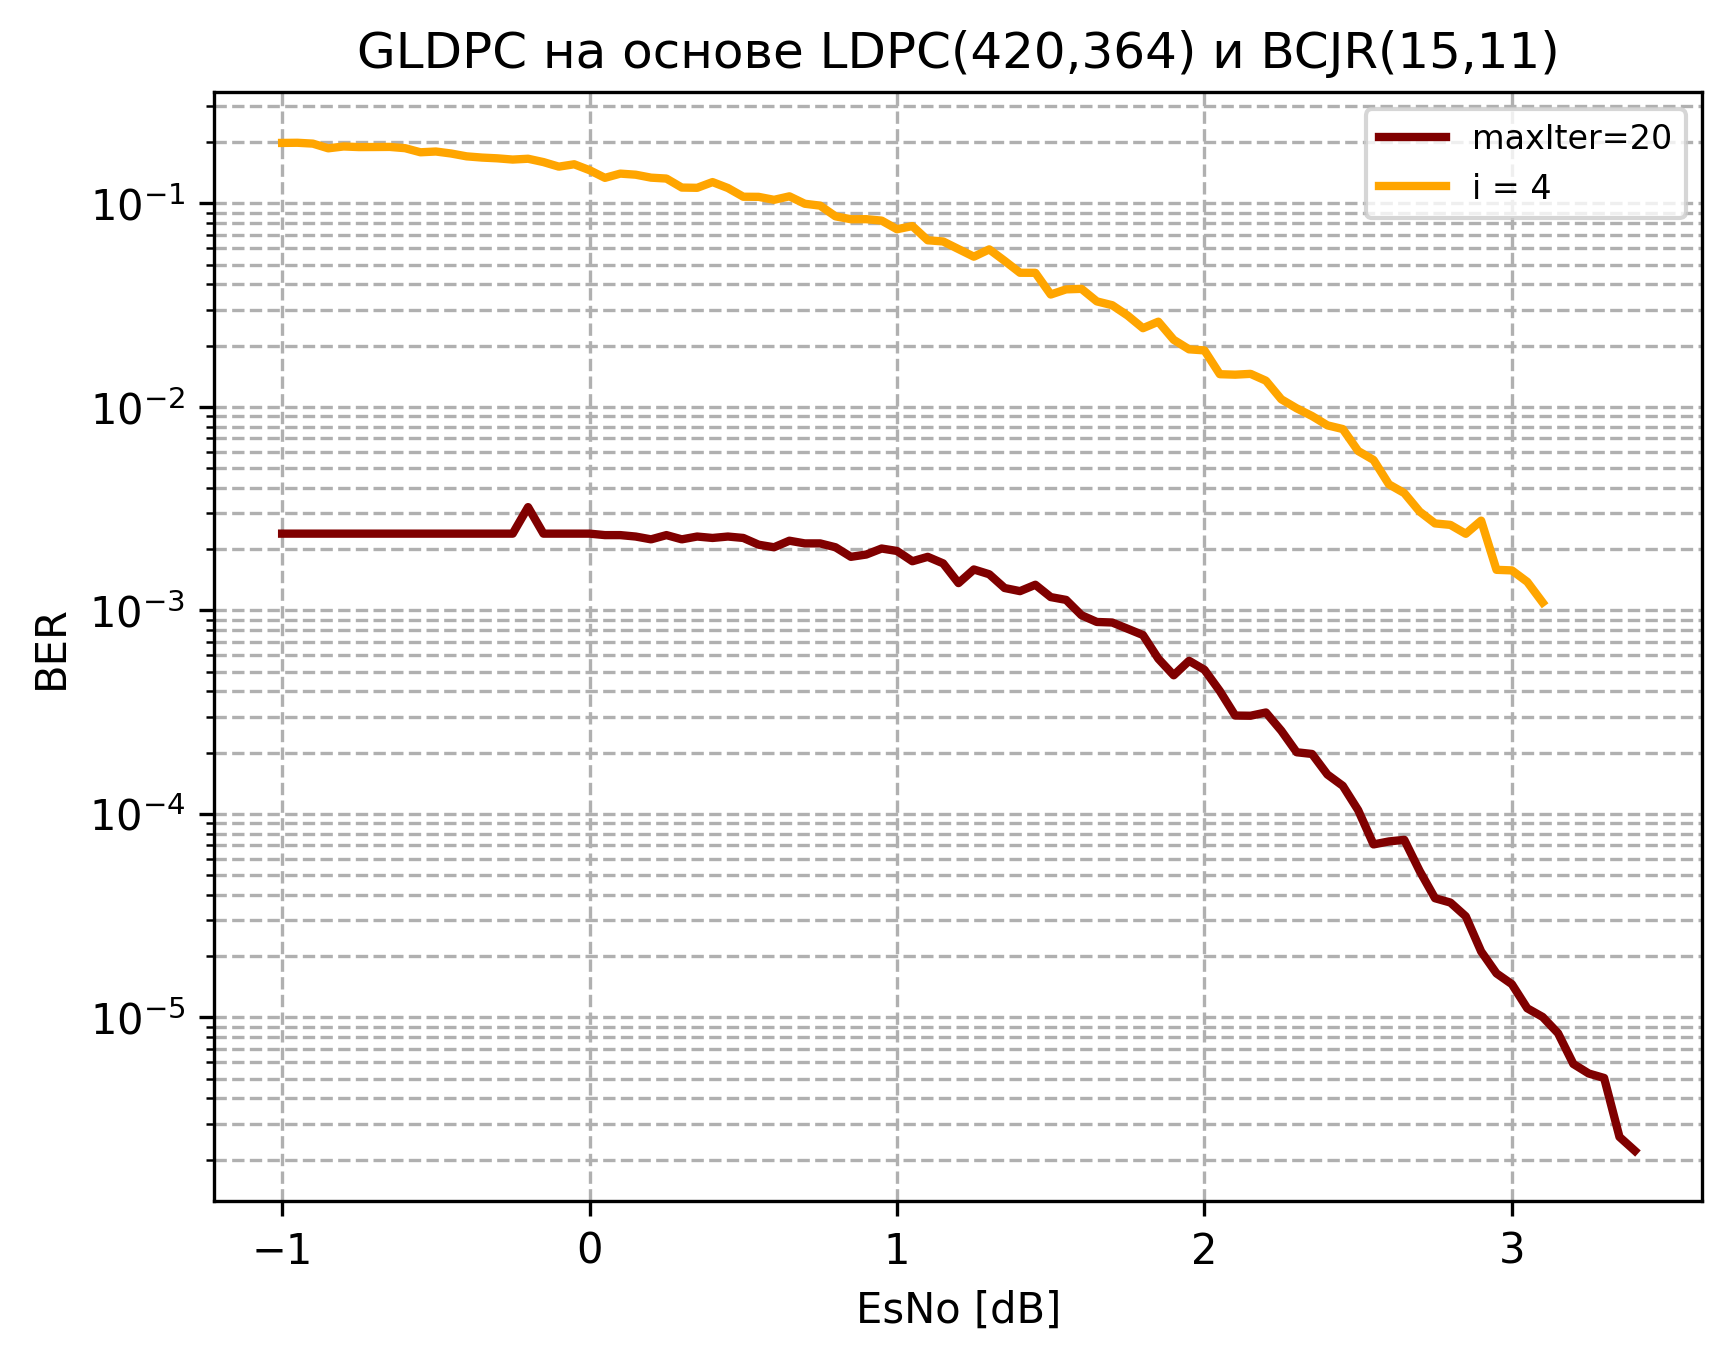 GLDPC на основе LDPC(420,364) и BCJR(15,11)
maxIter=20
i = 4
10⁻¹
10⁻²
10⁻³
10⁻⁴
10⁻⁵
BER
−1 0 1 2 3
EsNo [dB]